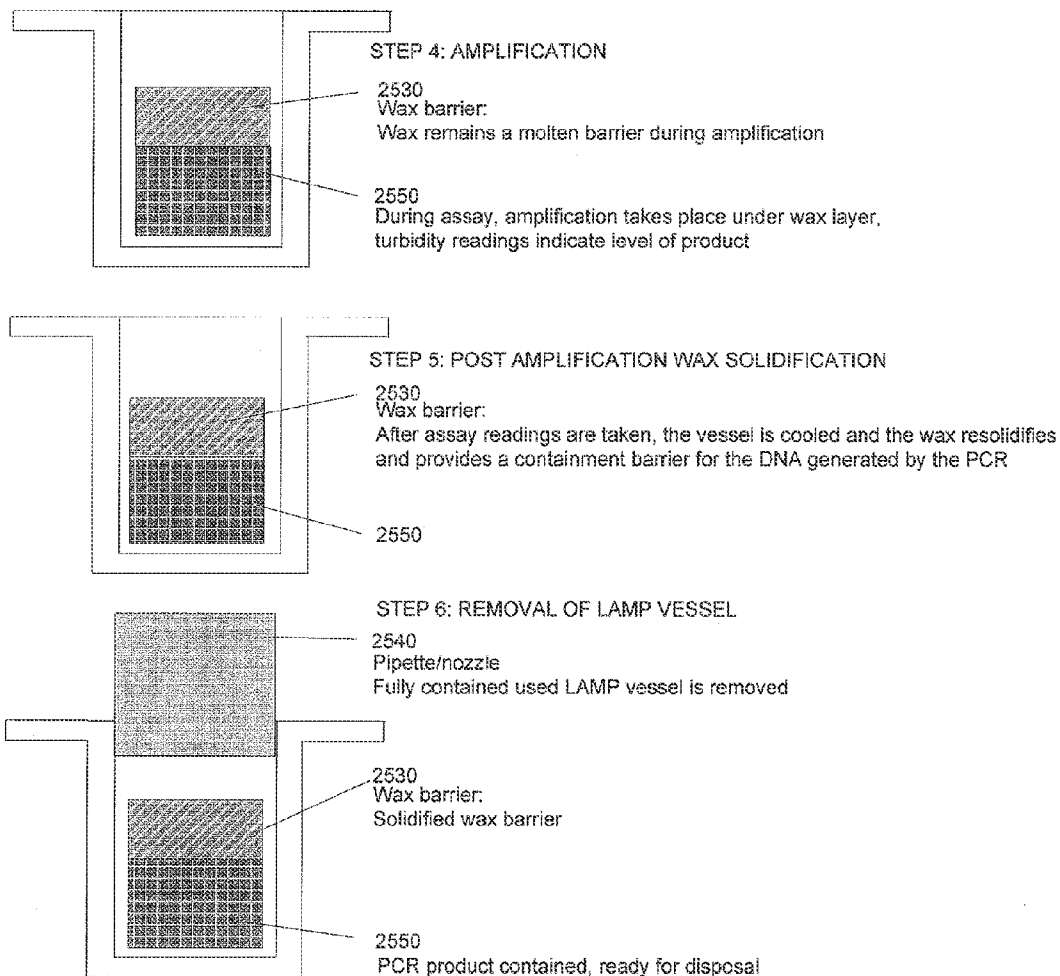 STEP 4: AMPLIFICATION
2530
Wax barrier:
Wax remains a molten barrier during amplification
2550
During assay, amplification takes place under wax layer,
turbidity readings indicate level of product
STEP 5: POST AMPLIFICATION WAX SOLIDIFICATION
2530
Wax barrier:
After assay readings are taken, the vessel is cooled and the wax resolidifies
and provides a containment barrier for the DNA generated by the PCR
2550
STEP 6: REMOVAL OF LAMP VESSEL
2540
Pipette/nozzle
Fully contained used LAMP vessel is removed
2530
Wax barrier:
Solidified wax barrier
2550
PCR product contained, ready for disposal